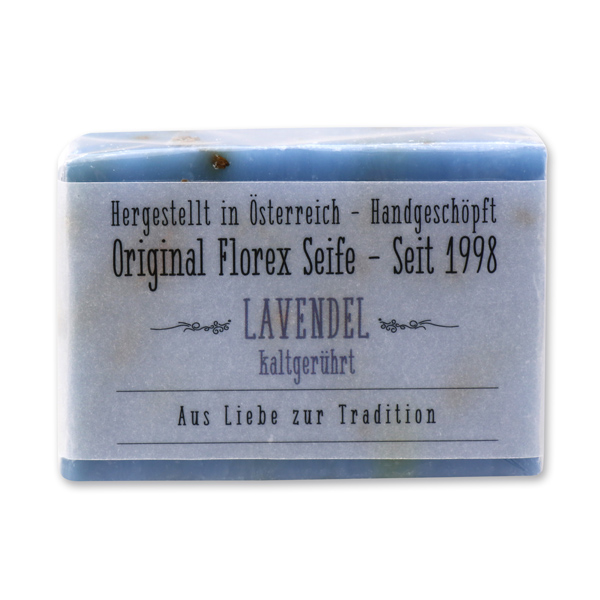 Hergestellt in Österreich - Handgeschöpft
Original Florex Seife - Seit 1998
LAVENDEL
kaltgerührt
Aus Liebe zur Tradition